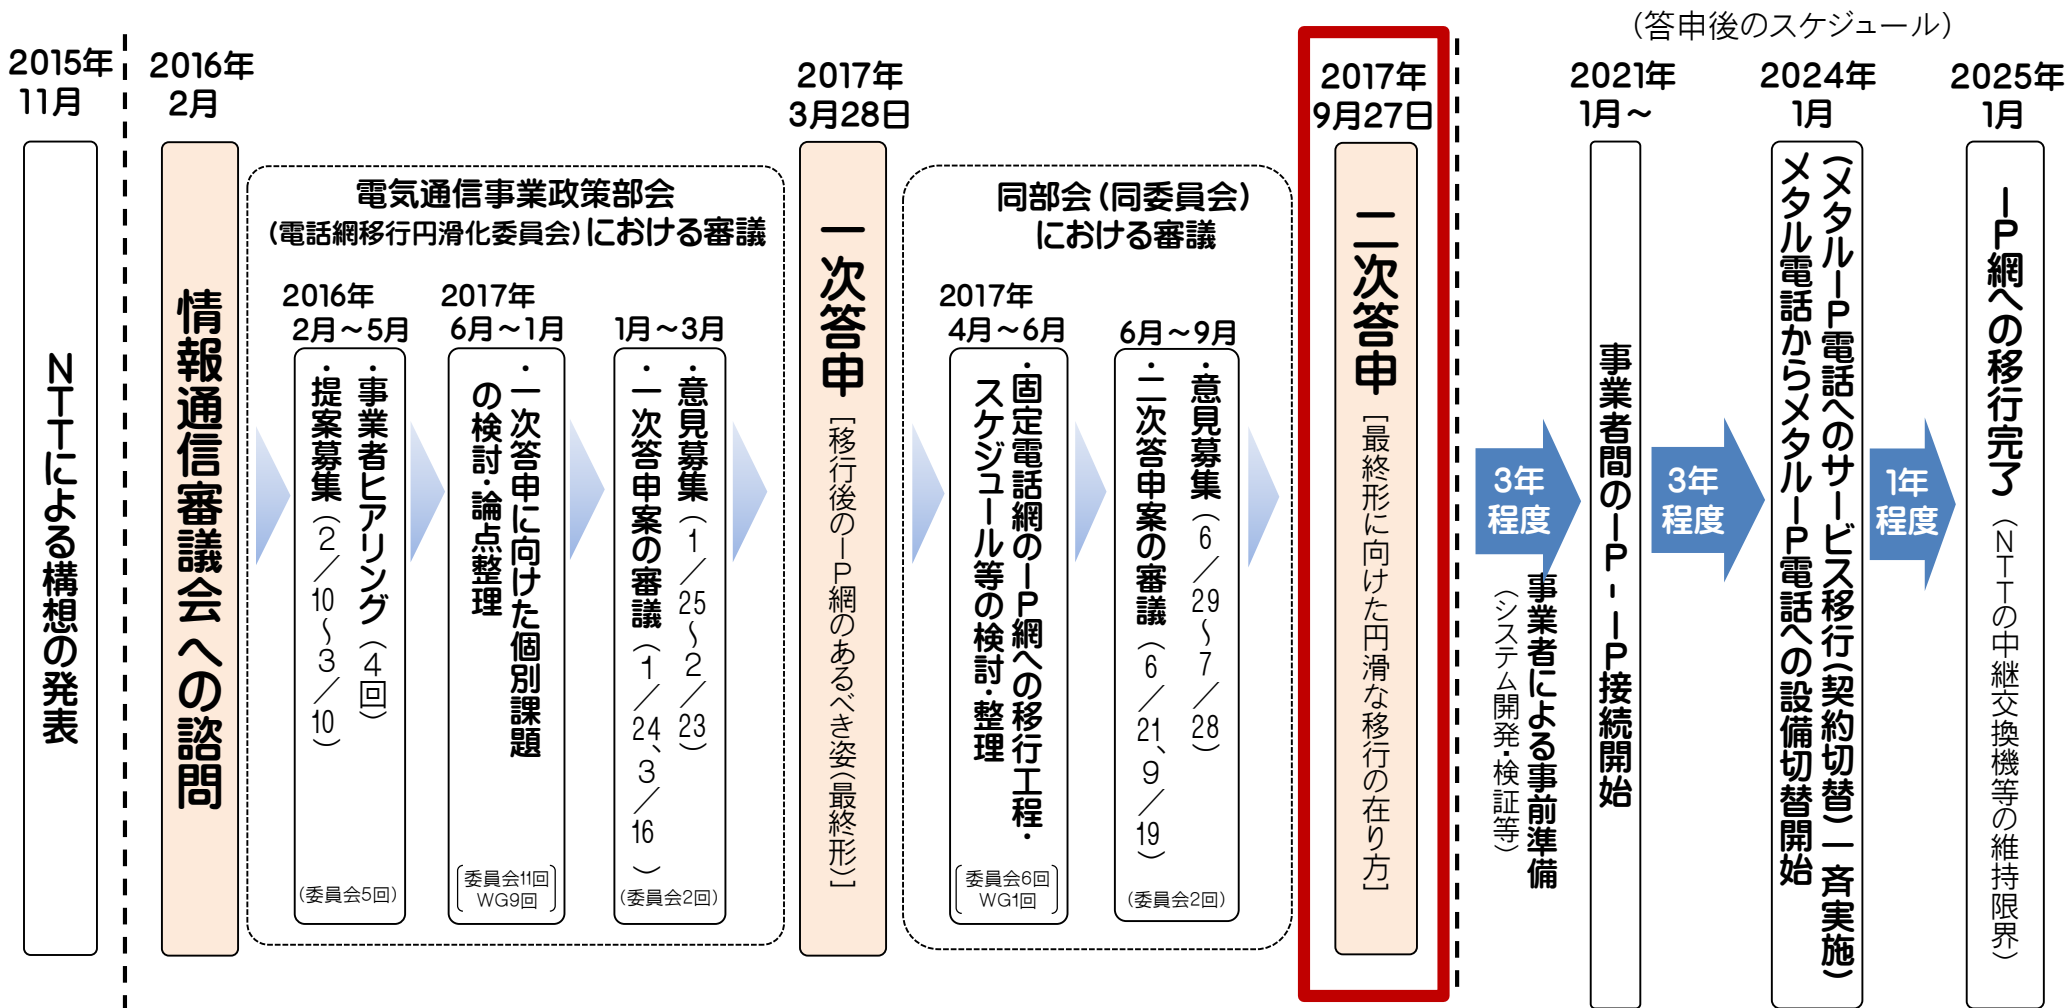 (答申後のスケジュール)
2015年
11月
NTTによる構想の発表
2016年
2月
情報通信審議会への諮問
電気通信事業政策部会
(電話網移行円滑化委員会)における審議
2016年
2月～5月
・事業者ヒアリング(4回)
・提案募集(2/10～3/10)
(委員会5回)
2017年
6月～1月
・一次答申に向けた個別課題
の検討・論点整理
委員会11回
WG9回
1月～3月
・意見募集(1/25～2/23)
・一次答申案の審議(1/24、3/16)
(委員会2回)
2017年
3月28日
一次答申[移行後のIP網のあるべき姿(最終形)]
同部会(同委員会)
における審議
2017年
4月～6月
・固定電話網のIP網への移行工程・
スケジュール等の検討・整理
委員会6回
WG1回
6月～9月
・意見募集(6/29～7/28)
・二次答申案の審議(6/21、9/19)
(委員会2回)
2017年
9月27日
二次答申[最終形に向けた円滑な移行の在り方]
3年
程度
事業者による事前準備
(システム開発・検証等)
2021年
1月～
事業者間のIP-IP接続開始
3年
程度
2024年
1月
(メタルIP電話へのサービス移行(契約切替)一斉実施)
メタル電話からメタルIP電話への設備切替開始
1年
程度
2025年
1月
IP網への移行完了(NTTの中継交換機等の維持限界)